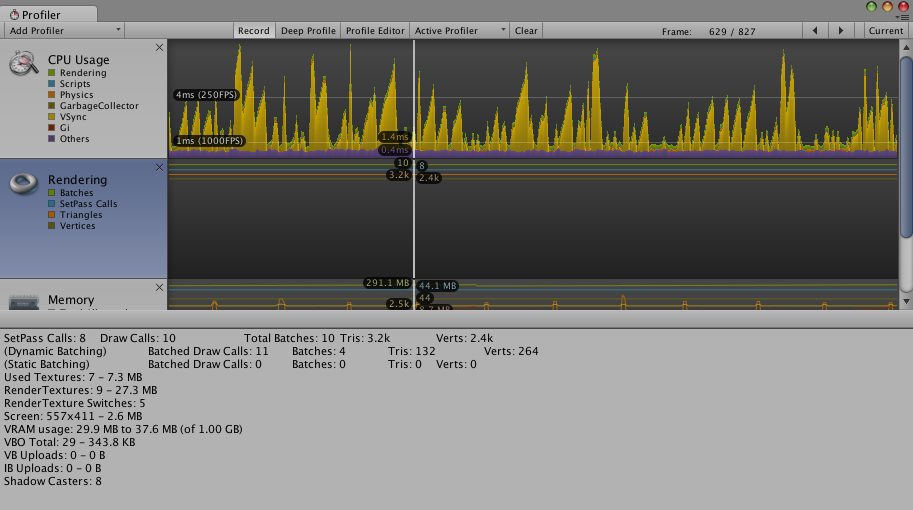 Profiler
Add Profiler Record Deep Profile Profile Editor Active Profiler Clear Frame: 629 / 827 Current
CPU Usage
Rendering
Scripts
Physics
GarbageCollector
VSync
Gi
Others
4ms (250FPS)
1ms (1000FPS)
1.4ms
0.4ms
Rendering
Batches
SetPass Calls
Triangles
Vertices
10 8
3.2k 2.4k
Memory
291.1 MB 44.1 MB
2.5k 44
SetPass Calls: 8 Draw Calls: 10 Total Batches: 10 Tris: 3.2k Verts: 2.4k
(Dynamic Batching) Batched Draw Calls: 11 Batches: 4 Tris: 132 Verts: 264
(Static Batching) Batched Draw Calls: 0 Batches: 0 Tris: 0 Verts: 0
Used Textures: 7 - 7.3 MB
RenderTextures: 9 - 27.3 MB
RenderTexture Switches: 5
Screen: 557x411 - 2.6 MB
VRAM usage: 29.9 MB to 37.6 MB (of 1.00 GB)
VBO Total: 29 - 343.8 KB
VB Uploads: 0 - 0 B
IB Uploads: 0 - 0 B
Shadow Casters: 8